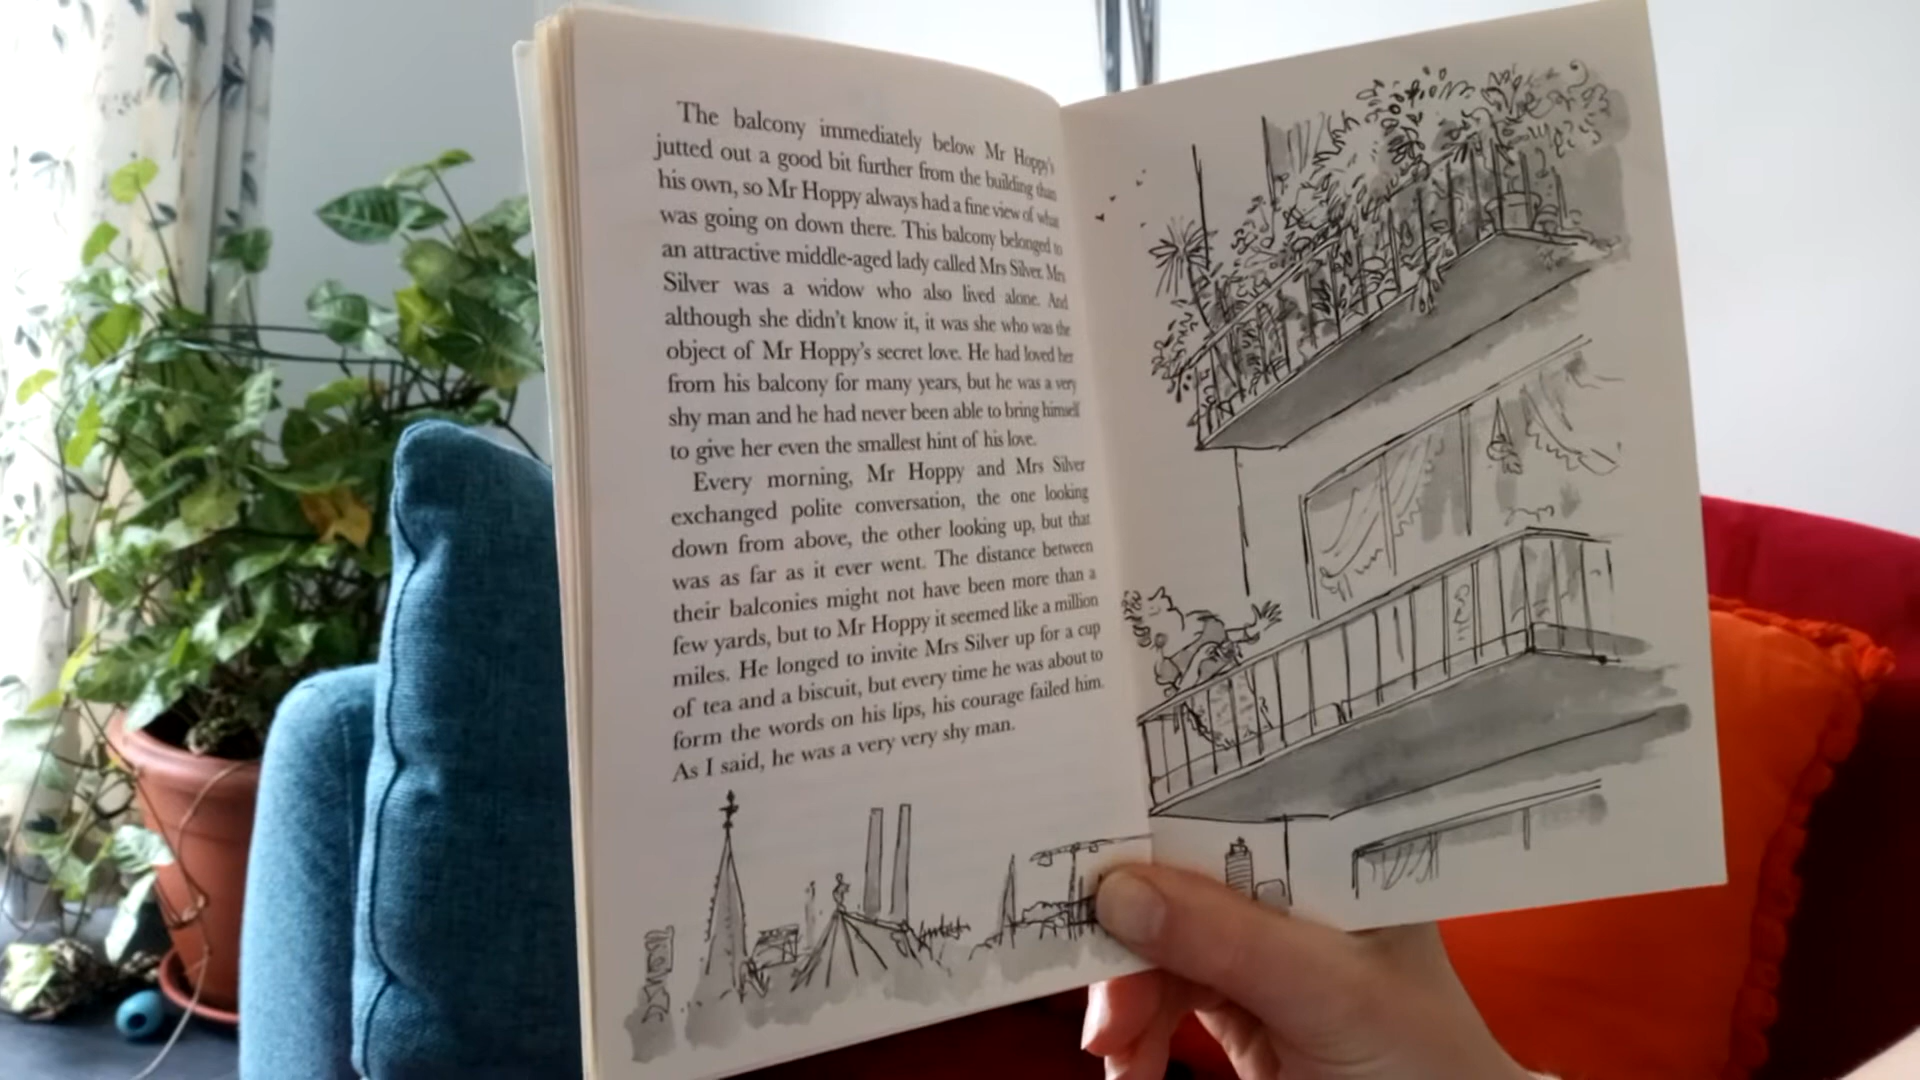 The balcony immediately below Mr Hoppy's
jutted out a good bit further from the building than
his own, so Mr Hoppy always had a fine view of what
was going on down there. This balcony belonged to
an attractive middle-aged lady called Mrs Silver. Mrs
Silver was a widow who also lived alone. And
although she didn't know it, it was she who was the
object of Mr Hoppy's secret love. He had loved her
from his balcony for many years, but he was a very
shy man and he had never been able to bring himself
to give her even the smallest hint of his love.
Every morning, Mr Hoppy and Mrs Silver
exchanged polite conversation, the one looking
down from above, the other looking up, but that
was as far as it ever went. The distance between
their balconies might not have been more than a
few yards, but to Mr Hoppy it seemed like a million
miles. He longed to invite Mrs Silver up for a cup
of tea and a biscuit, but every time he was about to
form the words on his lips, his courage failed him.
As I said, he was a very very shy man.